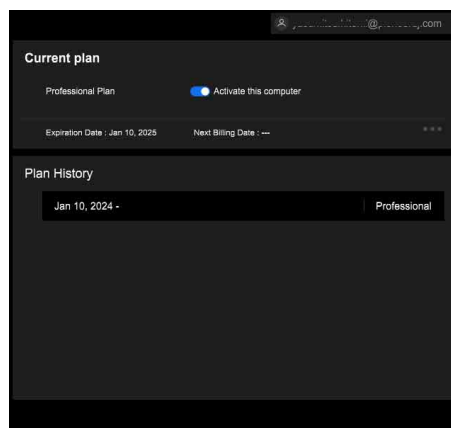 .com
Current plan
Professional Plan
Activate this computer
Expiration Date : Jan 10, 2025
Next Billing Date : ---
Plan History
Jan 10, 2024 -
Professional